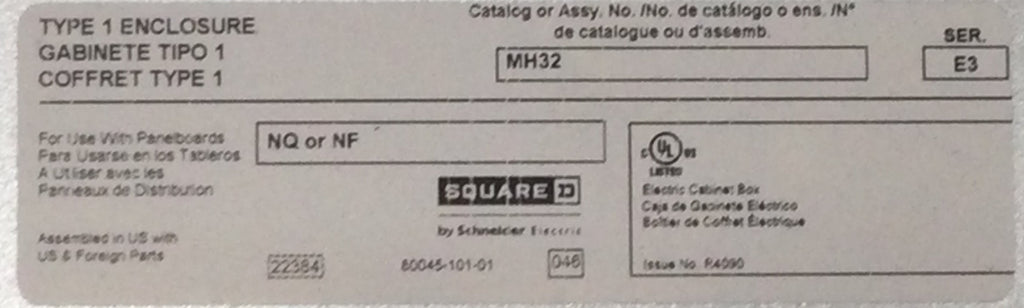 TYPE 1 ENCLOSURE
GABINETE TIPO 1
COFFRET TYPE 1
Catalog or Assy. No. /No. de catálogo o ens. /N°
de catalogue ou d'assemb.
MH32
SER.
E3
For Use With Panelboards
Para Usarse en los Tableros
A Utiliser avec les
Panneaux de Distribution
NQ or NF
SQUARE D
by Schneider Electric
Assembled in US with
US & Foreign Parts
22384
80045-101-01
046
c UL us
LISTED
Electric Cabinet Box
Caja de Gabinete Eléctrico
Boîtier de Coffret Électrique
Issue No.